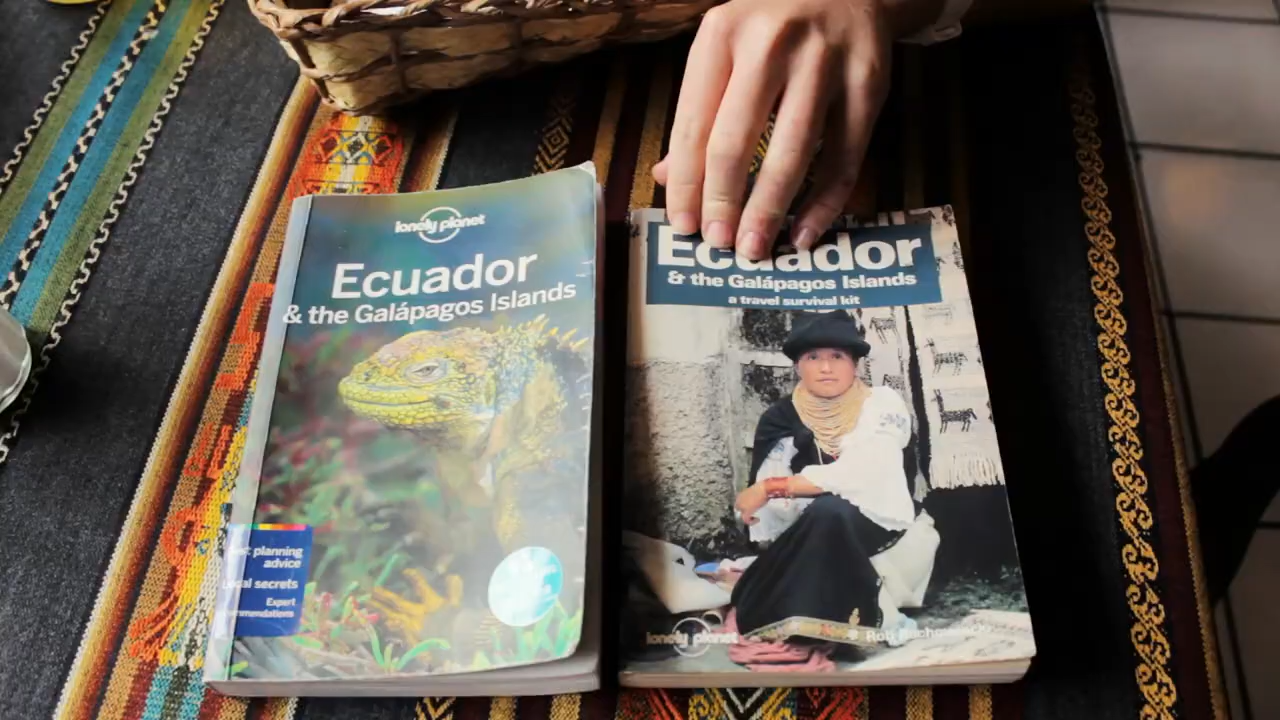 lonely planet
Ecuador
& the Galápagos Islands
planning
advice
secrets
Expert
Ecuador
& the Galápagos Islands
a travel survival kit
lonely planet
Rob